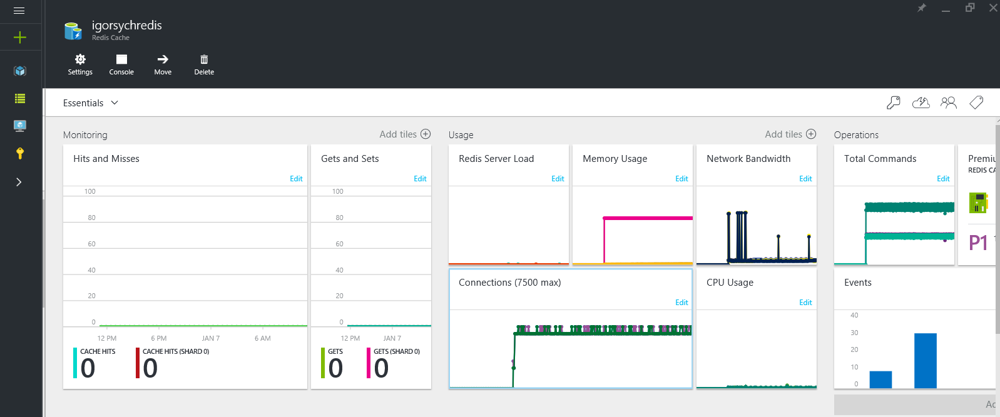 igorsychredis
Redis Cache
Settings Console Move Delete
Essentials
Monitoring Add tiles
Hits and Misses
Edit
100
80
60
40
20
0
12 PM 6 PM JAN 7 6 AM
CACHE HITS
0
CACHE HITS (SHARD 0)
0
Gets and Sets
Edit
100
80
60
40
20
0
12 PM JAN 7
GETS
0
GETS (SHARD 0)
0
Usage Add tiles
Redis Server Load
Edit
Memory Usage
Edit
Network Bandwidth
Edit
Connections (7500 max)
Edit
CPU Usage
Edit
Operations
Total Commands
Edit
Premiu
REDIS CA
P1
Events
40
30
20
10
0